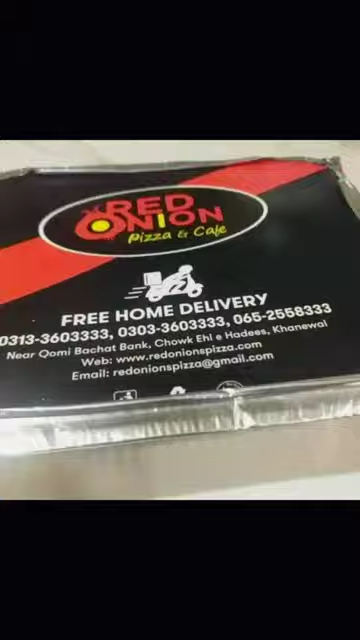 RED
ONION
Pizza & Cafe
FREE HOME DELIVERY
0313-3603333, 0303-3603333, 065-2558333
Near Qomi Bachat Bank, Chowk Ehl e Hadees, Khanewal
Web: www.redonionspizza.com
Email: redonionspizza@gmail.com